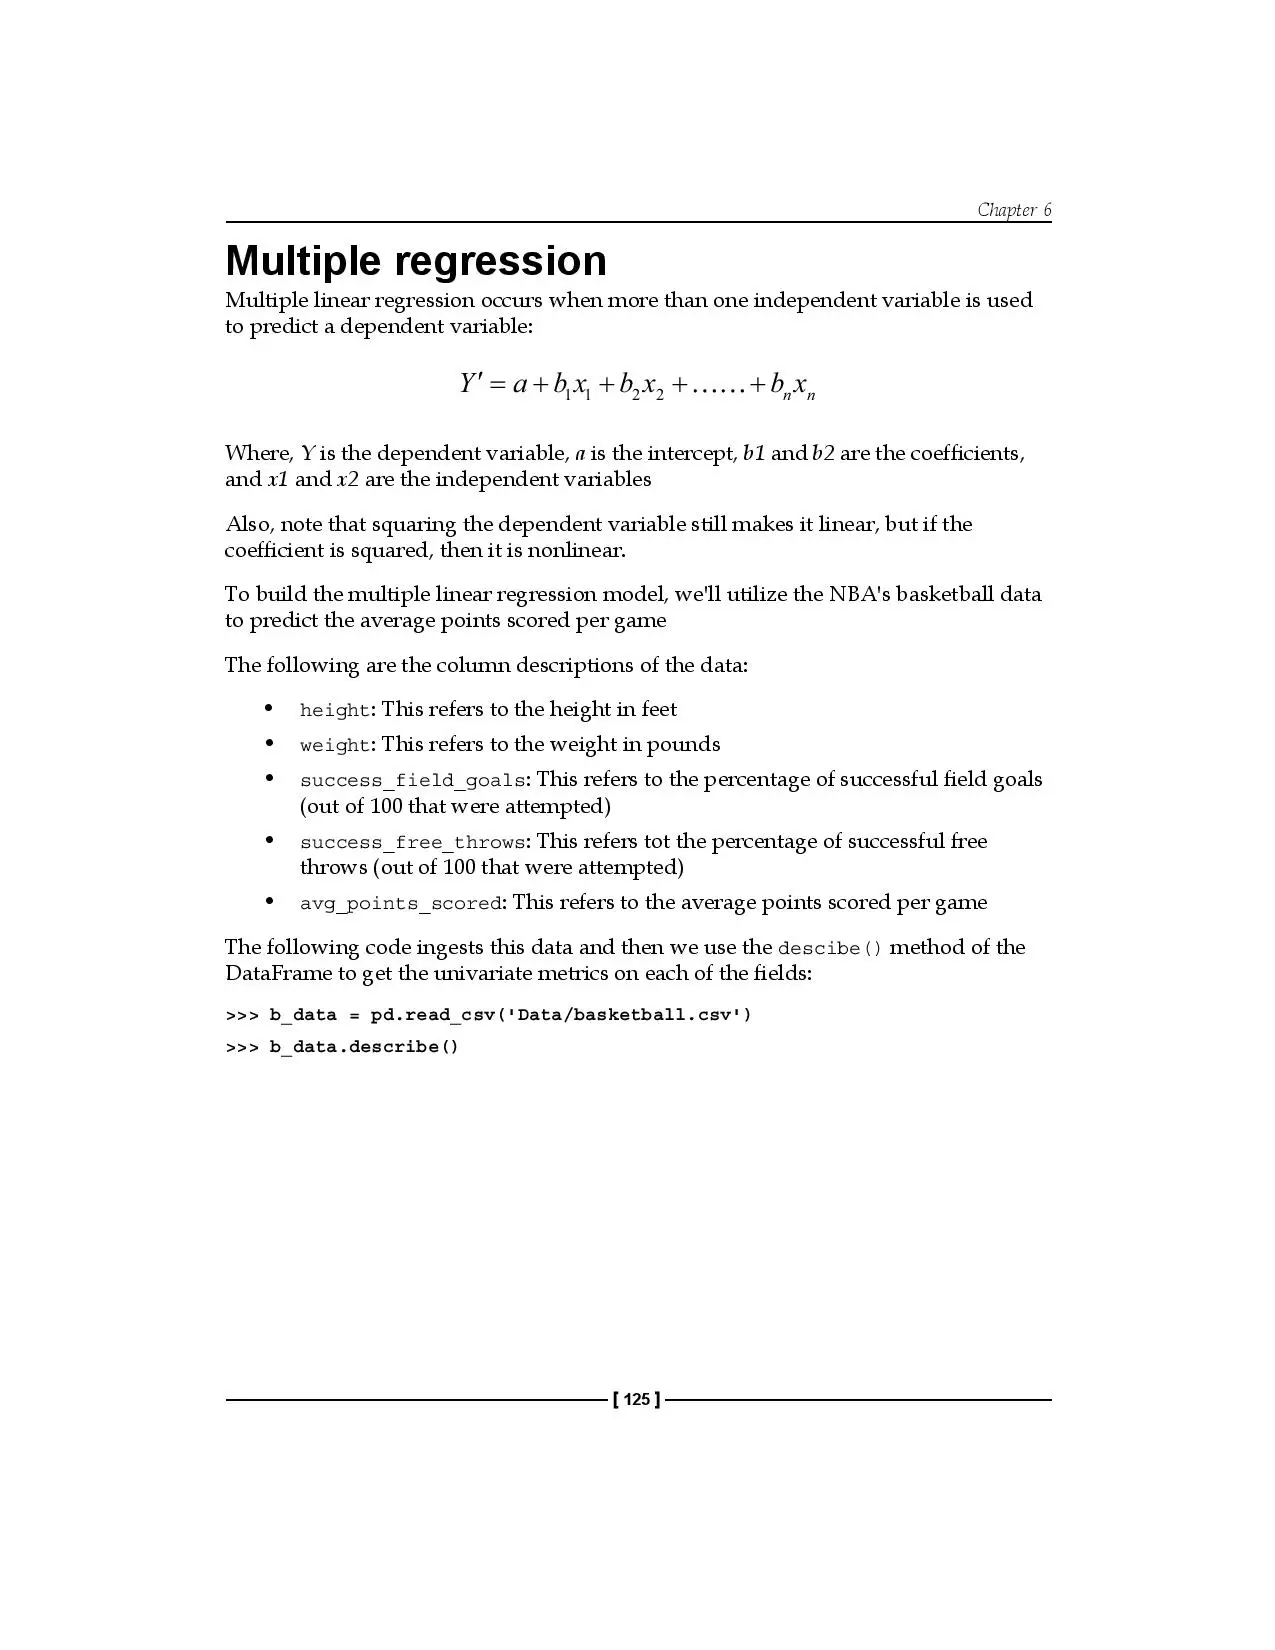 Chapter 6
Multiple regression
Multiple linear regression occurs when more than one independent variable is used
to predict a dependent variable:
Y′ = a + b₁x₁ + b₂x₂ + ...... + bₙxₙ
Where, Y is the dependent variable, a is the intercept, b1 and b2 are the coefficients,
and x1 and x2 are the independent variables
Also, note that squaring the dependent variable still makes it linear, but if the
coefficient is squared, then it is nonlinear.
To build the multiple linear regression model, we'll utilize the NBA's basketball data
to predict the average points scored per game
The following are the column descriptions of the data:
• height: This refers to the height in feet
• weight: This refers to the weight in pounds
• success_field_goals: This refers to the percentage of successful field goals
(out of 100 that were attempted)
• success_free_throws: This refers tot the percentage of successful free
throws (out of 100 that were attempted)
• avg_points_scored: This refers to the average points scored per game
The following code ingests this data and then we use the descibe() method of the
DataFrame to get the univariate metrics on each of the fields:
>>> b_data = pd.read_csv('Data/basketball.csv')
>>> b_data.describe()
[ 125 ]